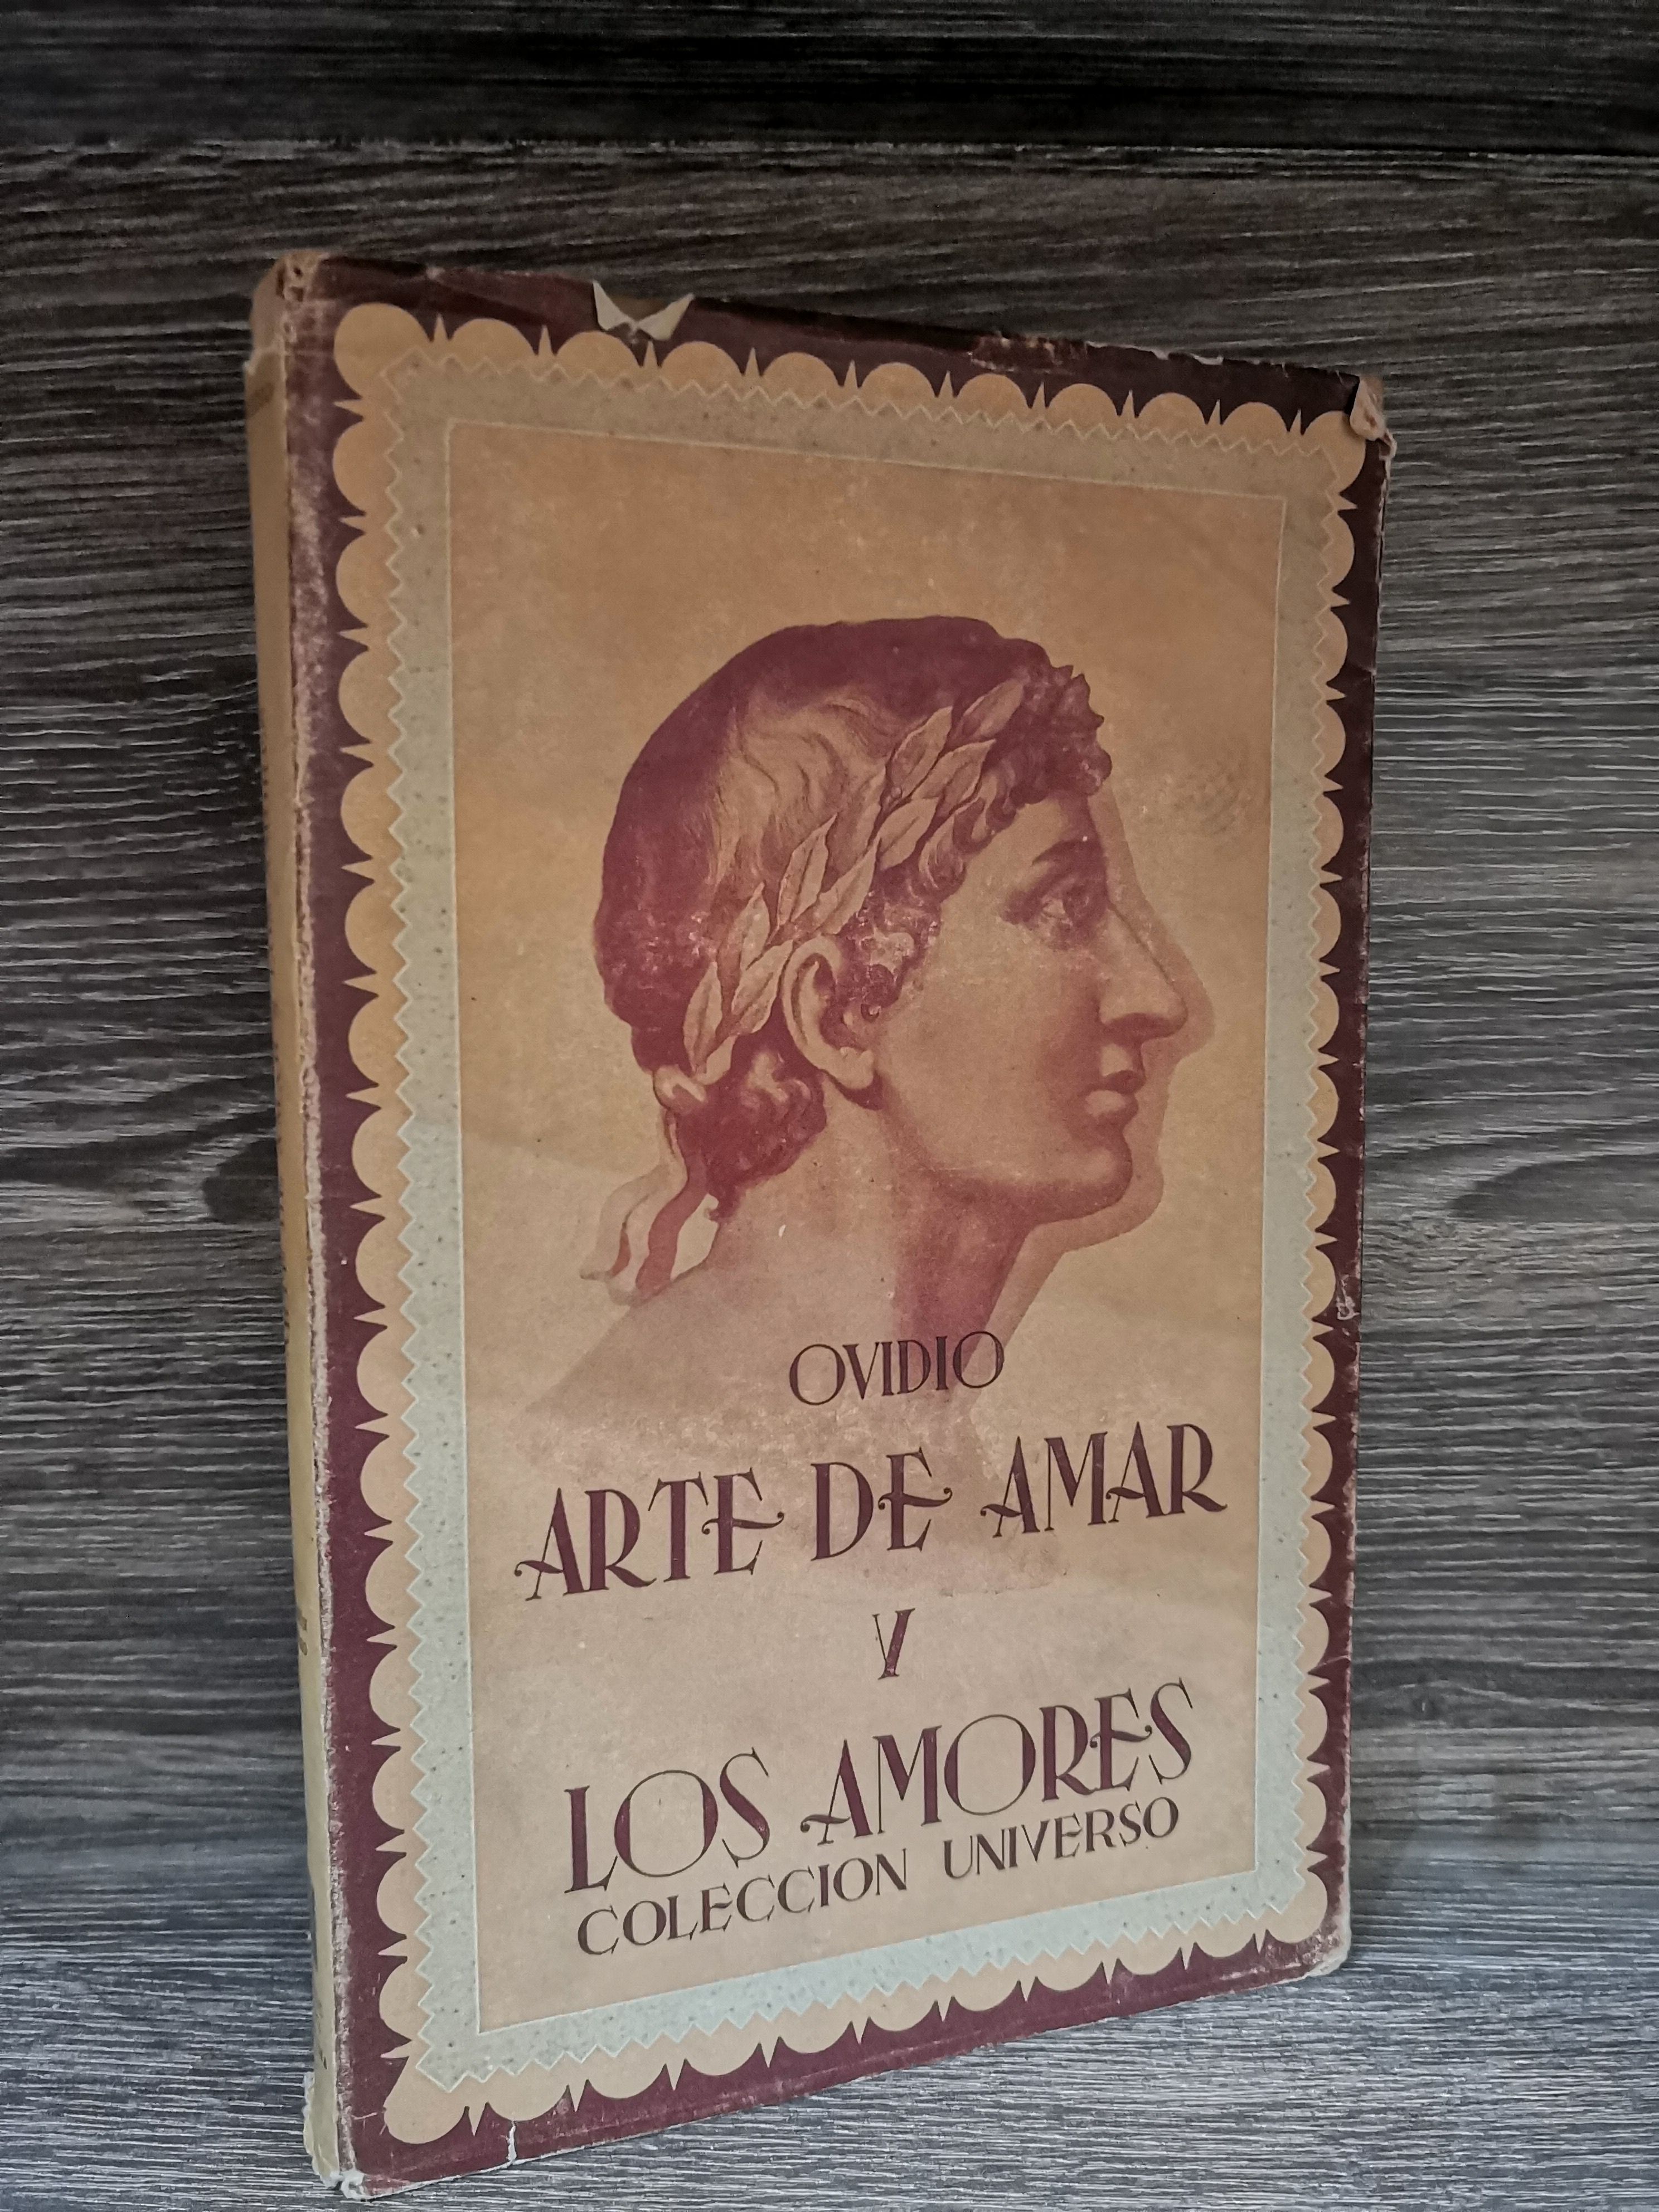 OVIDIO
ARTE DE AMAR
Y
LOS AMORES
COLECCION UNIVERSO